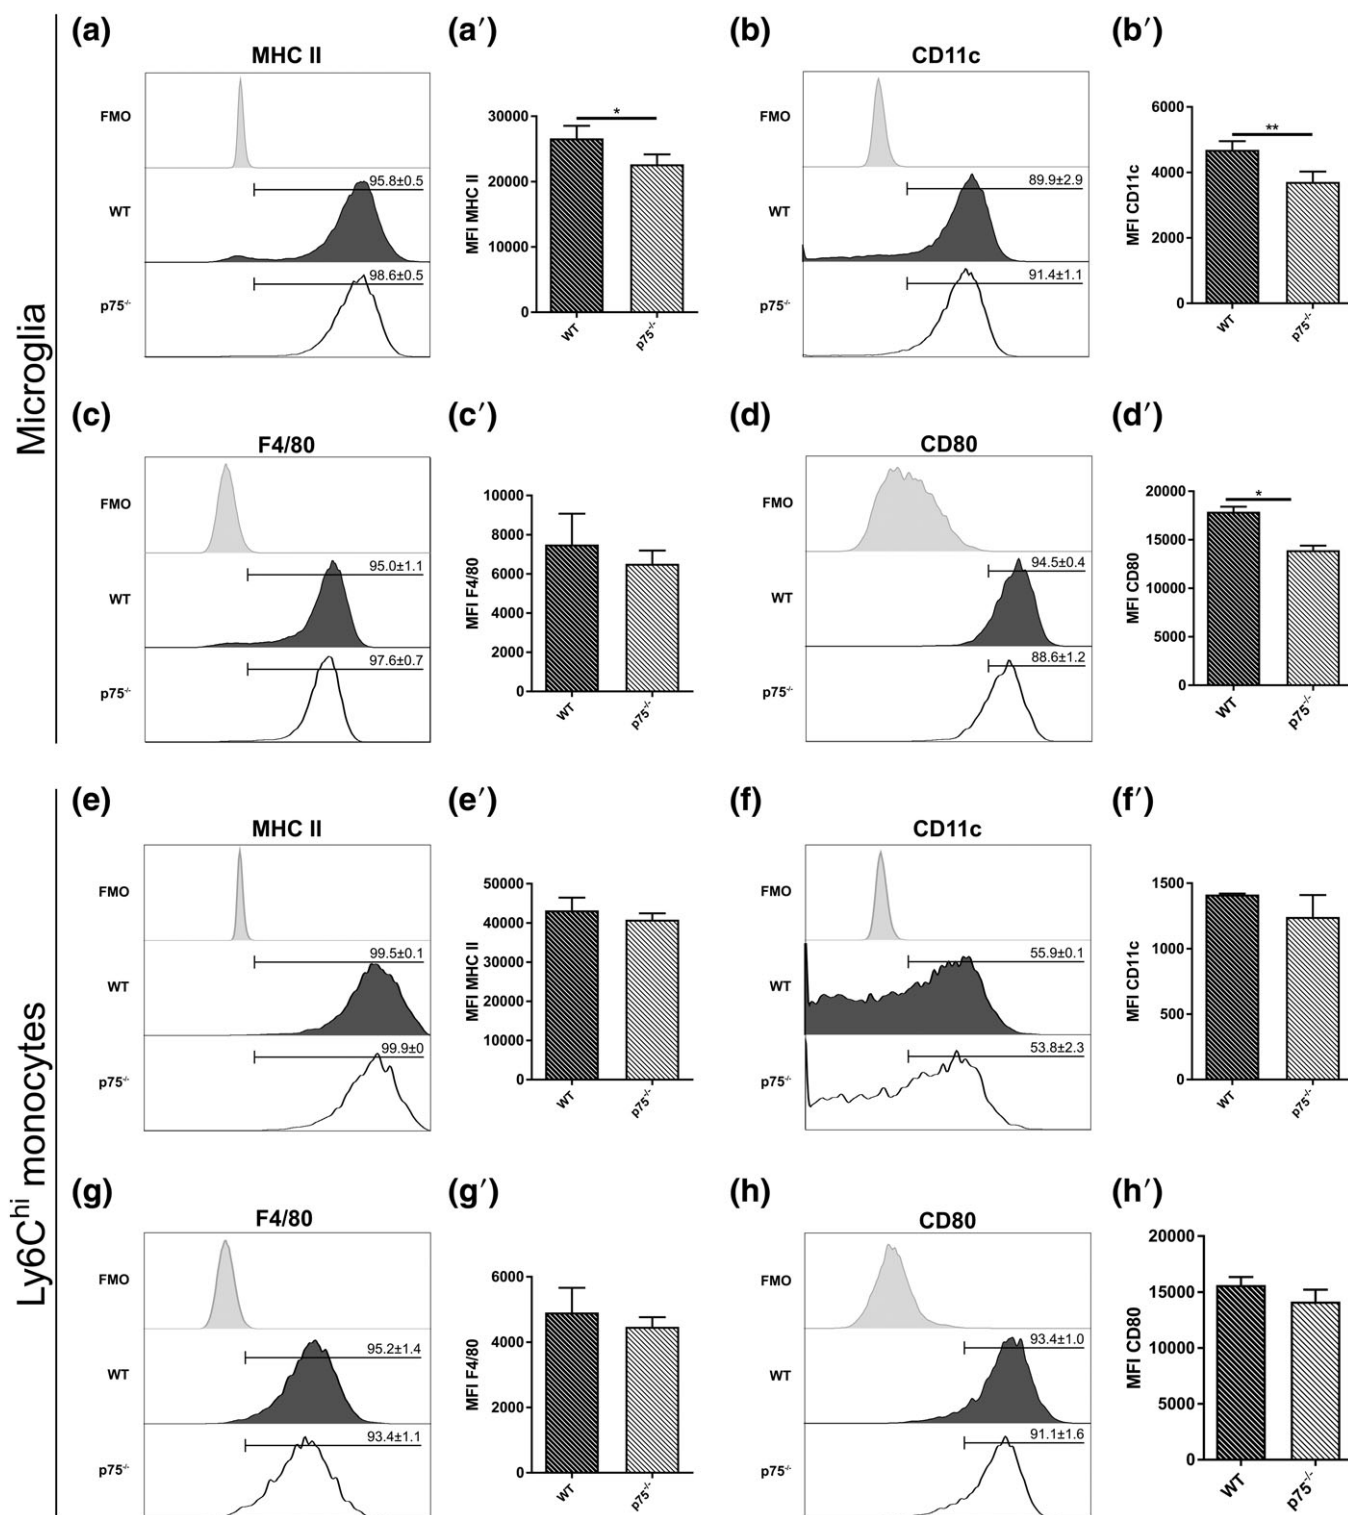 Microglia
(a)
MHC II
FMO
WT
95.8±0.5
p75-/-
98.6±0.5
(a′)
MFI MHC II
30000
20000
10000
0
*
WT
p75-/-
(b)
CD11c
FMO
WT
89.9±2.9
p75-/-
91.4±1.1
(b′)
MFI CD11c
6000
4000
2000
0
**
WT
p75-/-
(c)
F4/80
FMO
WT
95.0±1.1
p75-/-
97.6±0.7
(c′)
MFI F4/80
10000
8000
6000
4000
2000
0
WT
p75-/-
(d)
CD80
FMO
WT
94.5±0.4
p75-/-
88.6±1.2
(d′)
MFI CD80
20000
15000
10000
5000
0
*
WT
p75-/-
Ly6Chi monocytes
(e)
MHC II
FMO
WT
99.5±0.1
p75-/-
99.9±0
(e′)
MFI MHC II
50000
40000
30000
20000
10000
0
WT
p75-/-
(f)
CD11c
FMO
WT
55.9±0.1
p75-/-
53.8±2.3
(f′)
MFI CD11c
1500
1000
500
0
WT
p75-/-
(g)
F4/80
FMO
WT
95.2±1.4
p75-/-
93.4±1.1
(g′)
MFI F4/80
6000
4000
2000
0
WT
p75-/-
(h)
CD80
FMO
WT
93.4±1.0
p75-/-
91.1±1.6
(h′)
MFI CD80
20000
15000
10000
5000
0
WT
p75-/-